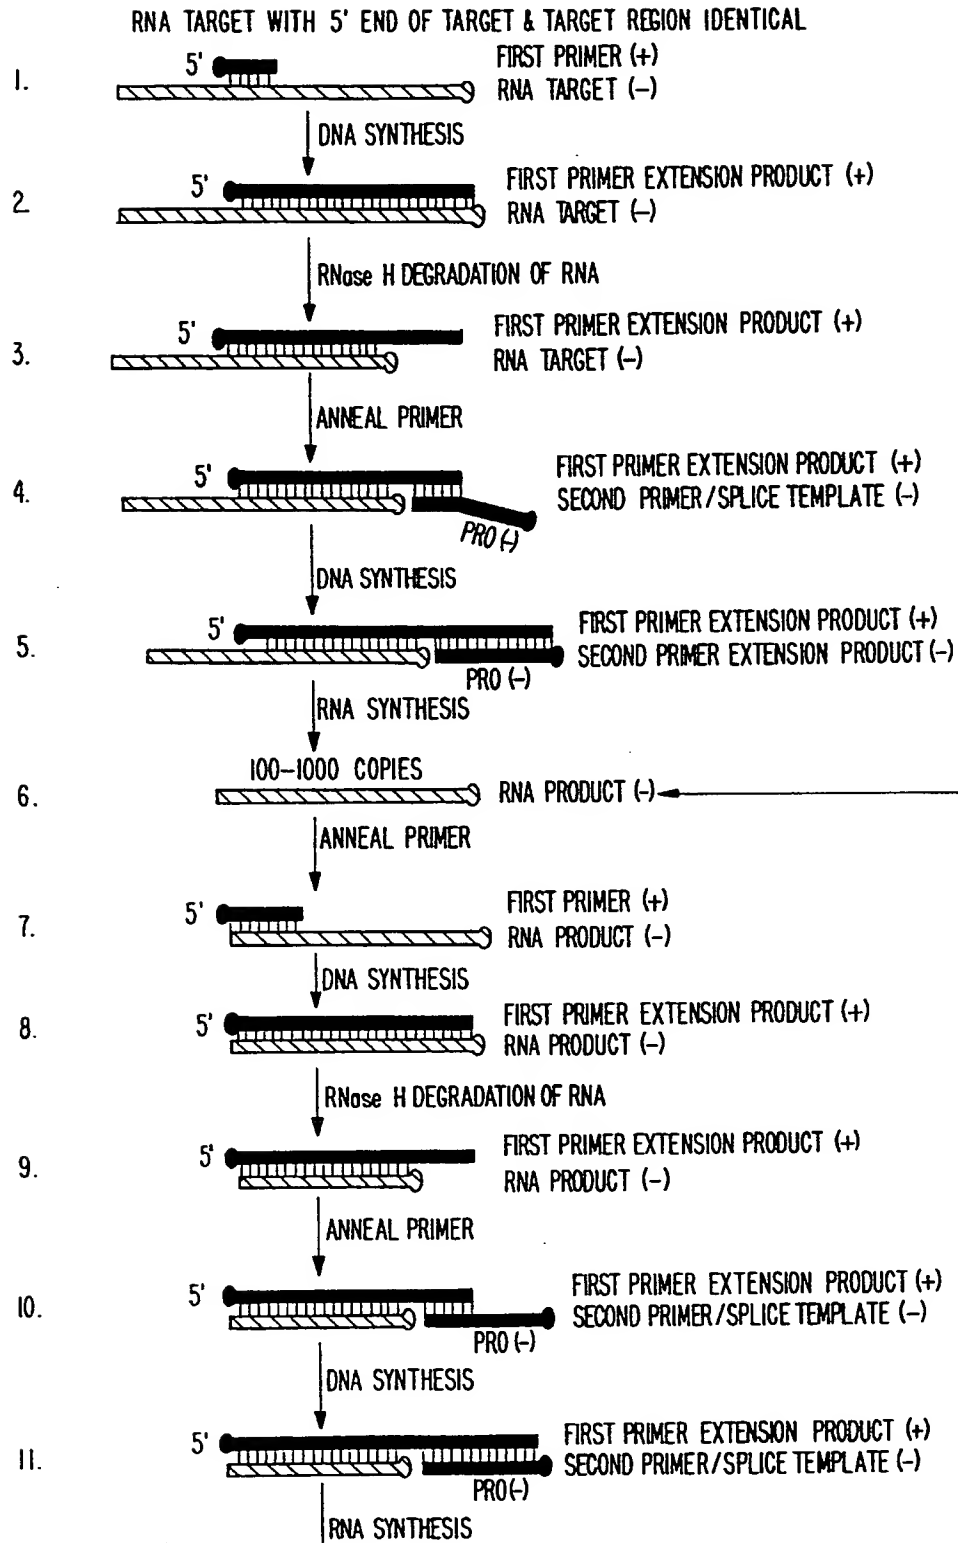 RNA TARGET WITH 5' END OF TARGET & TARGET REGION IDENTICAL
1.
5'
FIRST PRIMER (+)
RNA TARGET (-)
DNA SYNTHESIS
2.
5'
FIRST PRIMER EXTENSION PRODUCT (+)
RNA TARGET (-)
RNase H DEGRADATION OF RNA
3.
5'
FIRST PRIMER EXTENSION PRODUCT (+)
RNA TARGET (-)
ANNEAL PRIMER
4.
5'
FIRST PRIMER EXTENSION PRODUCT (+)
SECOND PRIMER/SPLICE TEMPLATE (-)
PRO (-)
DNA SYNTHESIS
5.
5'
FIRST PRIMER EXTENSION PRODUCT (+)
SECOND PRIMER EXTENSION PRODUCT (-)
PRO (-)
RNA SYNTHESIS
100-1000 COPIES
6.
RNA PRODUCT (-)
ANNEAL PRIMER
7.
5'
FIRST PRIMER (+)
RNA PRODUCT (-)
DNA SYNTHESIS
8.
5'
FIRST PRIMER EXTENSION PRODUCT (+)
RNA PRODUCT (-)
RNase H DEGRADATION OF RNA
9.
5'
FIRST PRIMER EXTENSION PRODUCT (+)
RNA PRODUCT (-)
ANNEAL PRIMER
10.
5'
FIRST PRIMER EXTENSION PRODUCT (+)
SECOND PRIMER/SPLICE TEMPLATE (-)
PRO (-)
DNA SYNTHESIS
11.
5'
FIRST PRIMER EXTENSION PRODUCT (+)
SECOND PRIMER/SPLICE TEMPLATE (-)
PRO (-)
RNA SYNTHESIS